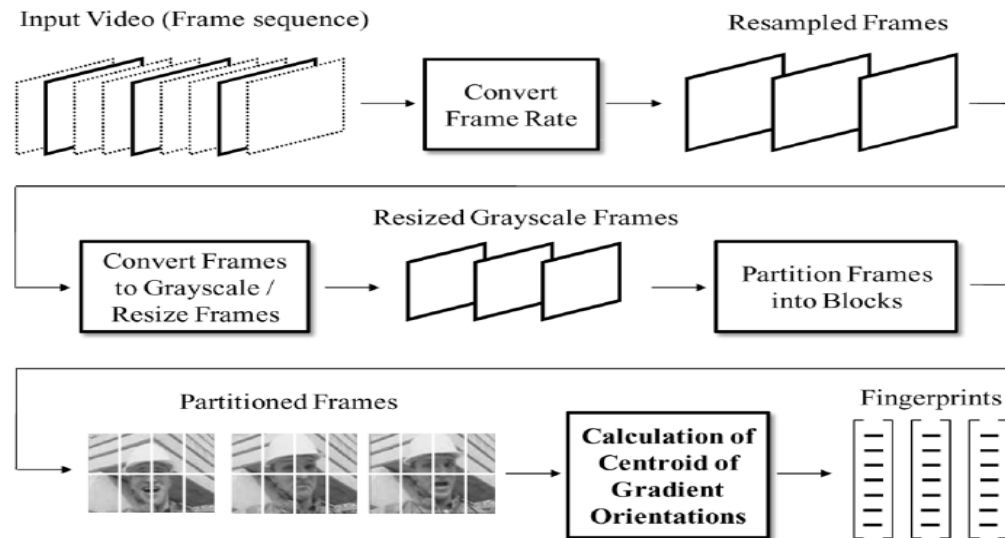 Input Video (Frame sequence)
Resampled Frames
Convert
Frame Rate
Resized Grayscale Frames
Convert Frames
to Grayscale /
Resize Frames
Partition Frames
into Blocks
Partitioned Frames
Fingerprints
Calculation of
Centroid of
Gradient
Orientations